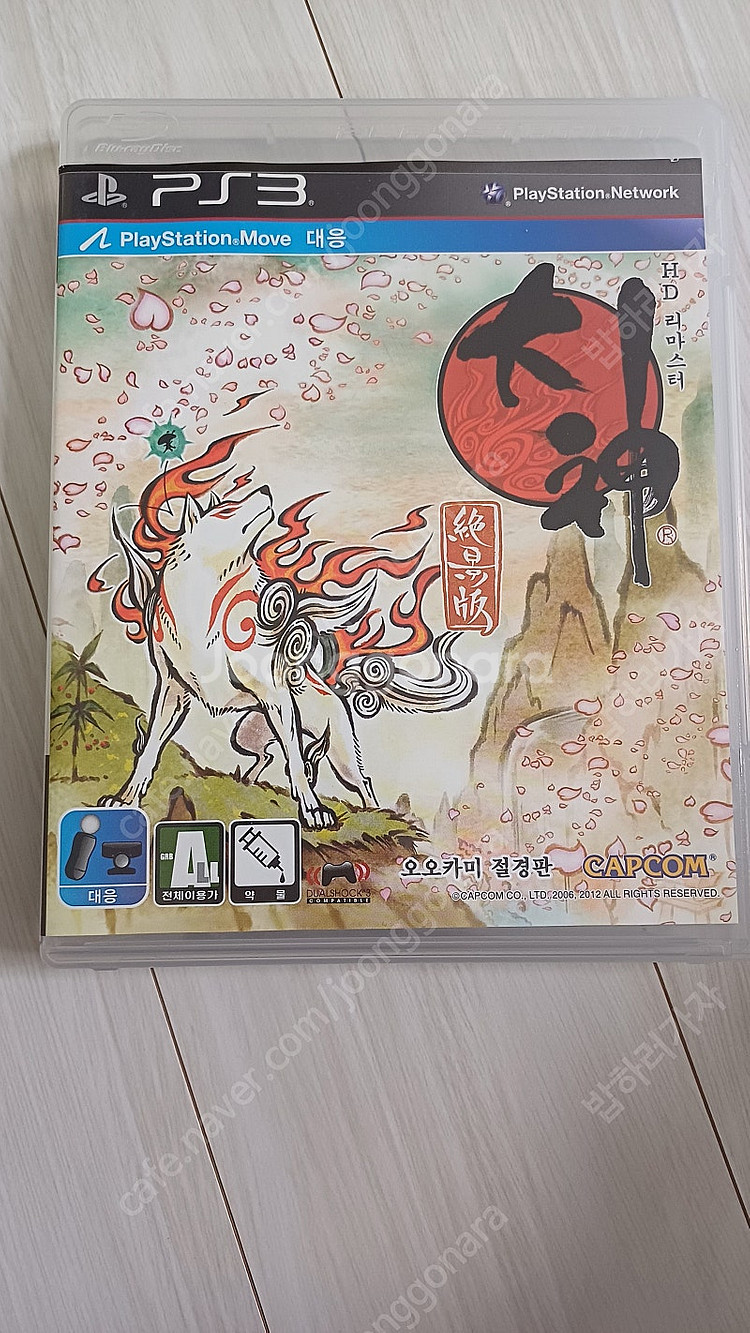 Blu-ray Disc
PS3
PlayStation®Network
PlayStation®Move 대응
HD 리마스터
大神
®
絶景版
대응
GRB
ALL
전체이용가
약 물
DUALSHOCK®3
COMPATIBLE
오오카미 절경판
CAPCOM®
©CAPCOM CO., LTD. 2006, 2012 ALL RIGHTS RESERVED.
Joonggonara
cafe.naver.com/joonggonara
밥하러가자